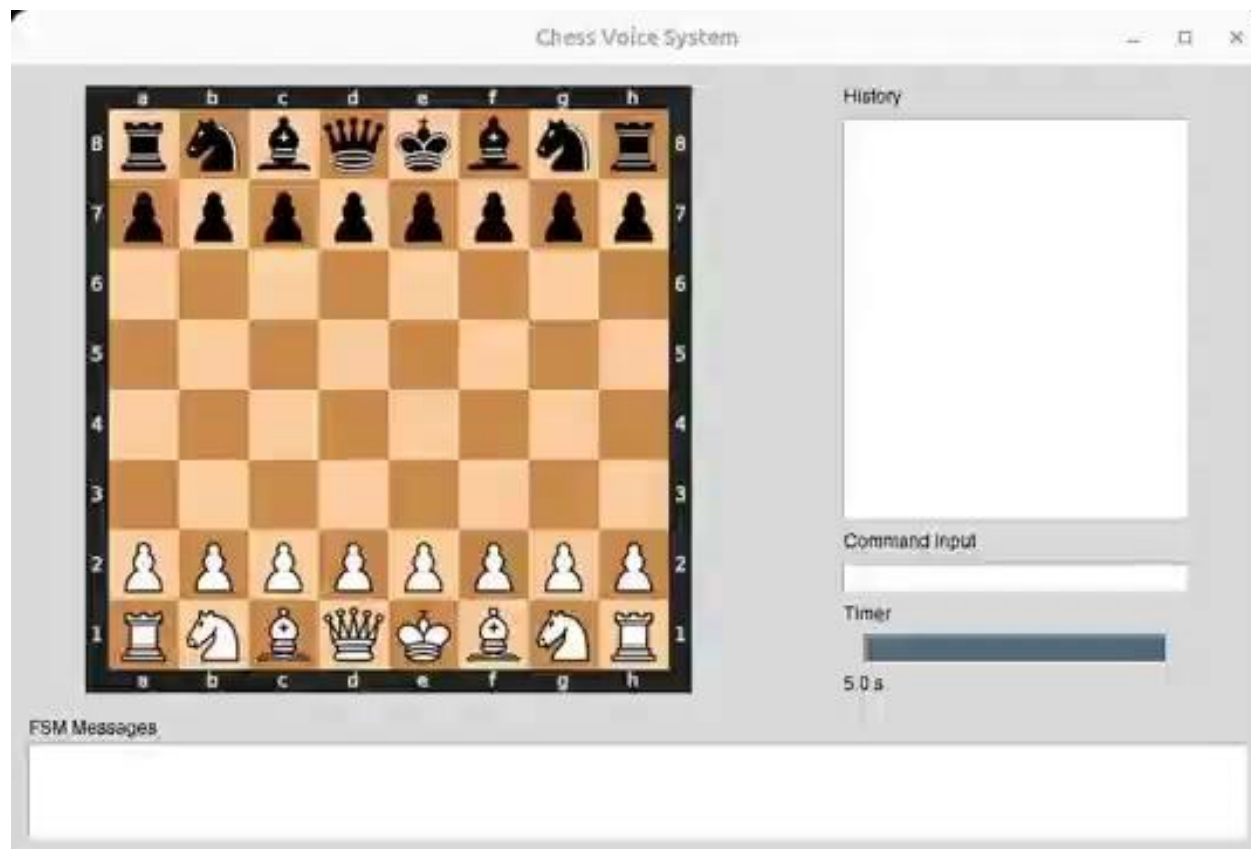 Chess Voice System
a b c d e f g h
8 8
7 7
6 6
5 5
4 4
3 3
2 2
1 1
a b c d e f g h
History
Command Input
Timer
5.0 s
FSM Messages